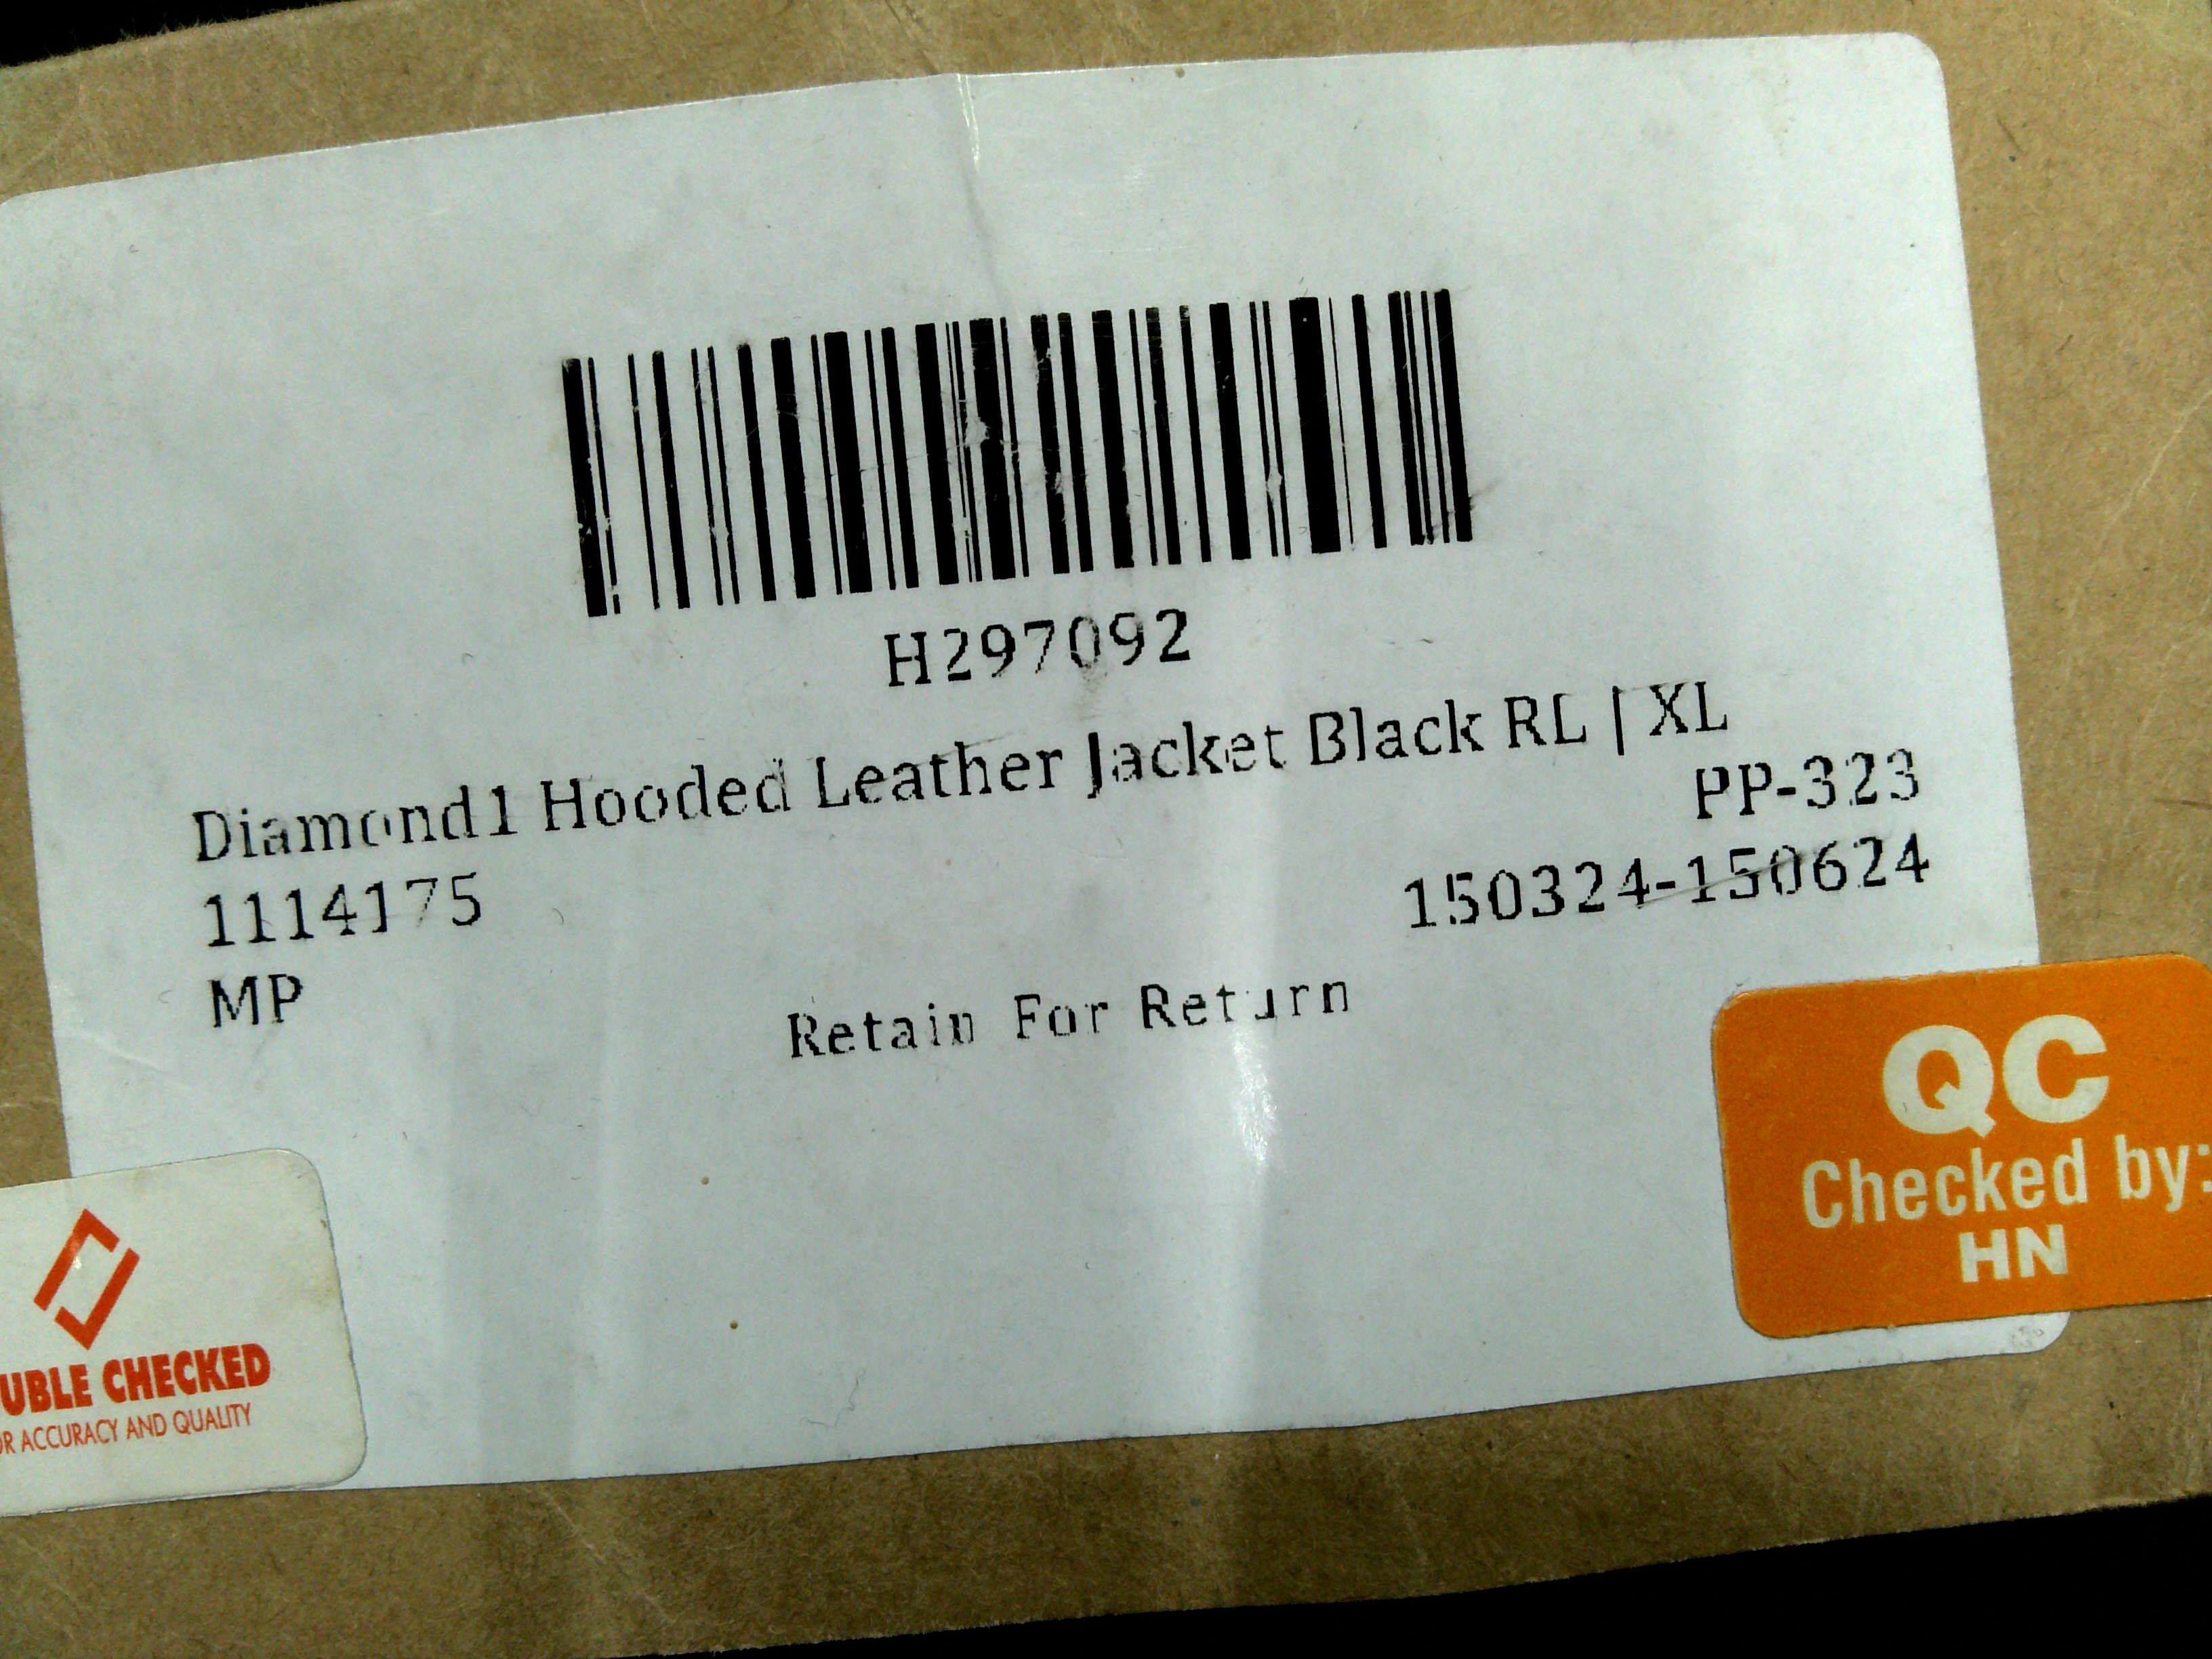 H297092
Diamond1 Hooded Leather Jacket Black RL | XL
PP-323
1114175
150324-150624
MP
Retain For Return
QC
Checked by:
HN
UBLE CHECKED
OR ACCURACY AND QUALITY